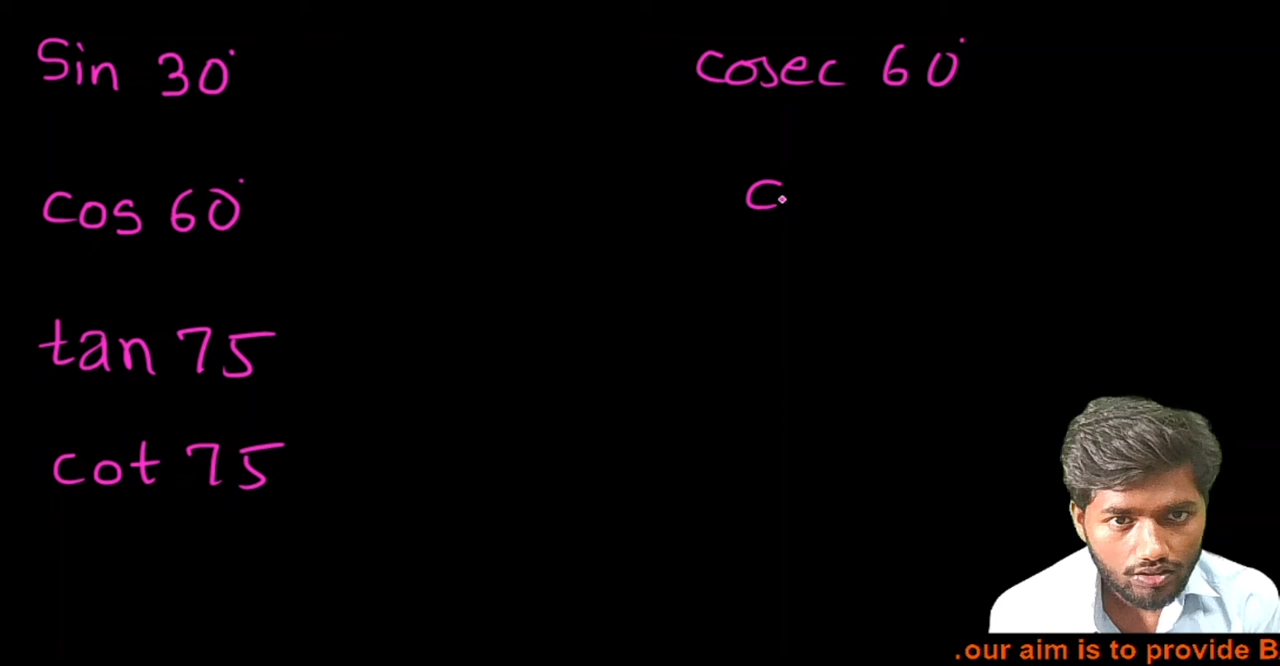 Sin 30°
cosec 60°
cos 60°
c
tan 75
cot 75
.our aim is to provide B